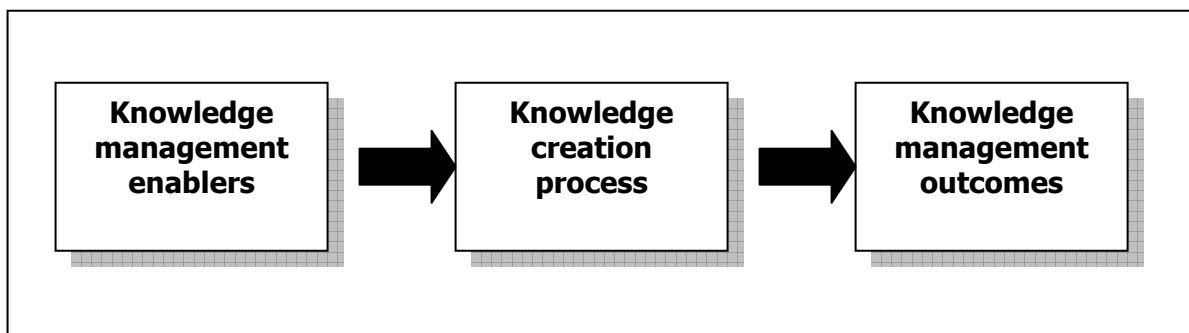 Knowledge
management
enablers
Knowledge
creation
process
Knowledge
management
outcomes